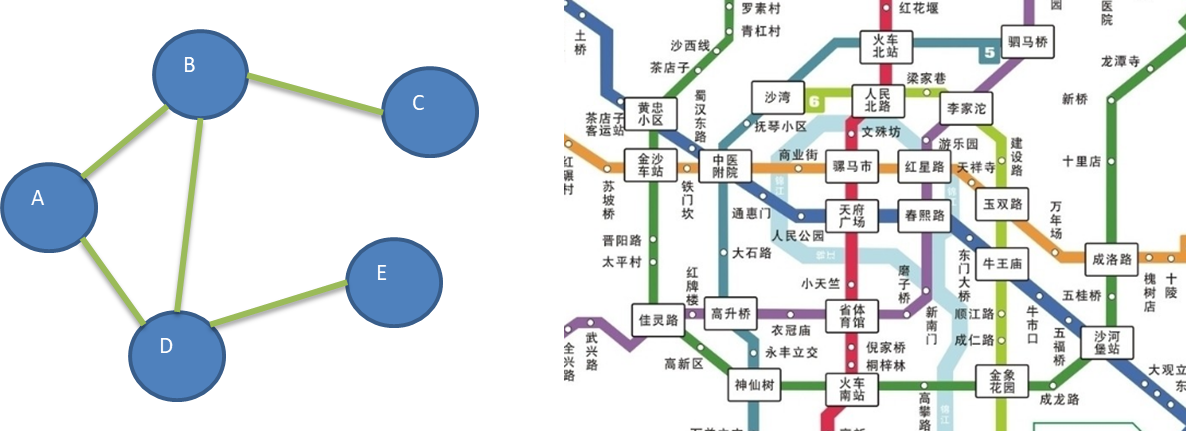 B
C
A
E
D
罗素村
青杠村
沙西线
茶店子
土桥
黄忠小区
茶店子客运站
蜀汉东路
红花堰
火车北站
5
驷马桥
园
医院
龙潭寺
新桥
沙湾
6
人民北路
梁家巷
李家沱
抚琴小区
文殊坊
游乐园
建设路
十里店
金沙车站
中医附院
商业街
骡马市
红星路
天祥寺
苏坡桥
铁门坎
锦江
锦江
玉双路
万年场
通惠门
人民公园
天府广场
春熙路
晋阳路
太平村
大石路
东门大桥
牛王庙
成洛路
槐树店
十陵
红牌楼
小天竺
磨子桥
五桂桥
佳灵路
高升桥
衣冠庙
省体育馆
新南门
顺江路
牛市口
武兴路
全兴路
高新区
永丰立交
倪家桥
桐梓林
成仁路
五福桥
沙河堡站
神仙树
火车南站
高攀路
锦江
金象花园
成龙路
大观立
东